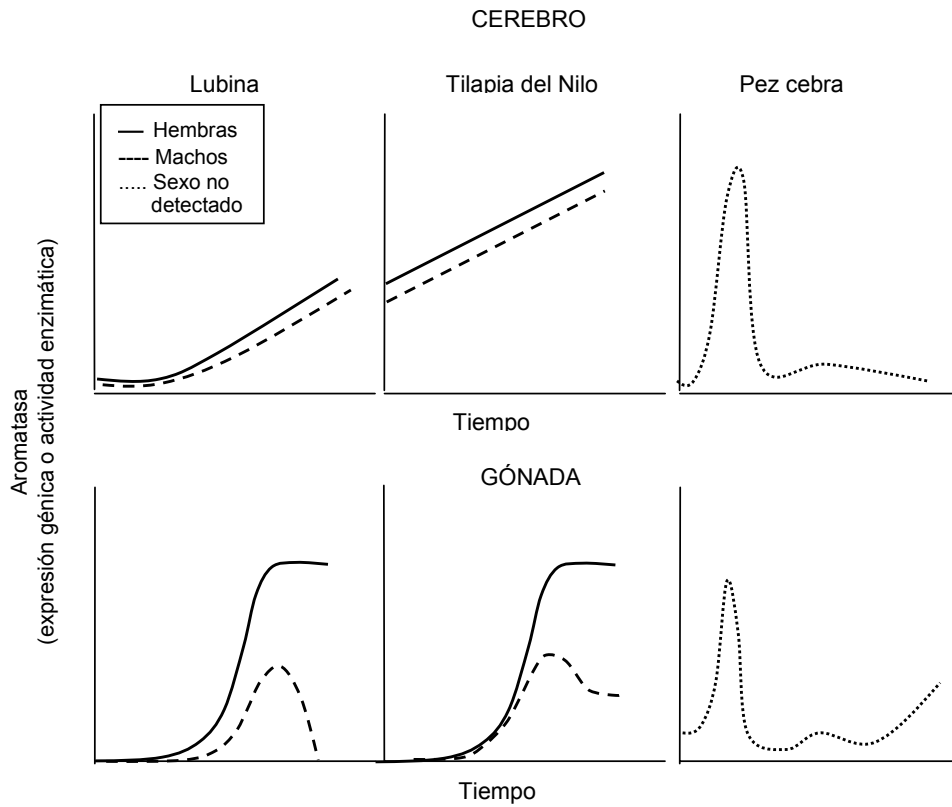 CEREBRO
Lubina
Tilapia del Nilo
Pez cebra
Hembras
Machos
Sexo no
detectado
Aromatasa
(expresión génica o actividad enzimática)
Tiempo
GÓNADA
Tiempo